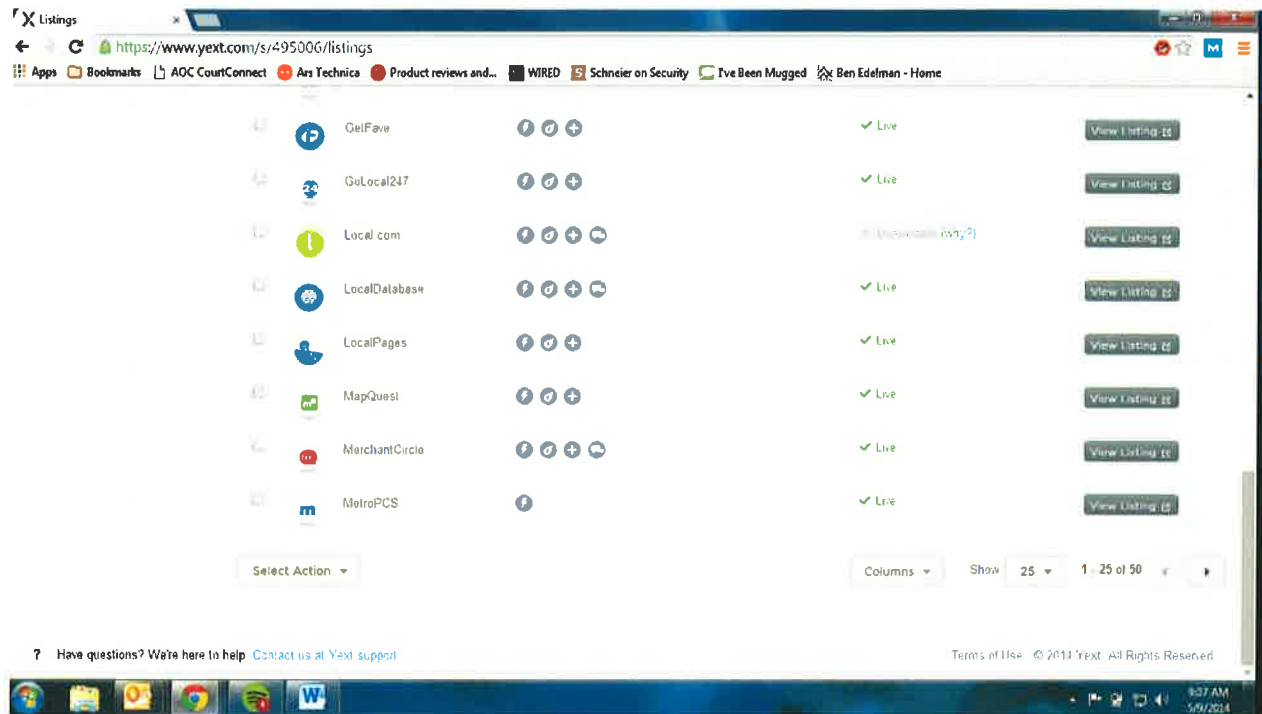 Listings
https://www.yext.com/s/495006/listings
Apps Bookmarks AOC CourtConnect Ars Technica Product reviews and... WIRED Schneier on Security I've Been Mugged Ben Edelman - Home
GetFave Live View Listing
GoLocal247 Live View Listing
Local.com (why?) View Listing
LocalDatabase Live View Listing
LocalPages Live View Listing
MapQuest Live View Listing
MerchantCircle Live View Listing
MetroPCS Live View Listing
Select Action Columns Show 25 1 - 25 of 50
? Have questions? We're here to help Contact us at Yext support Terms of Use © 2014 Yext. All Rights Reserved
9:37 AM
5/9/2014